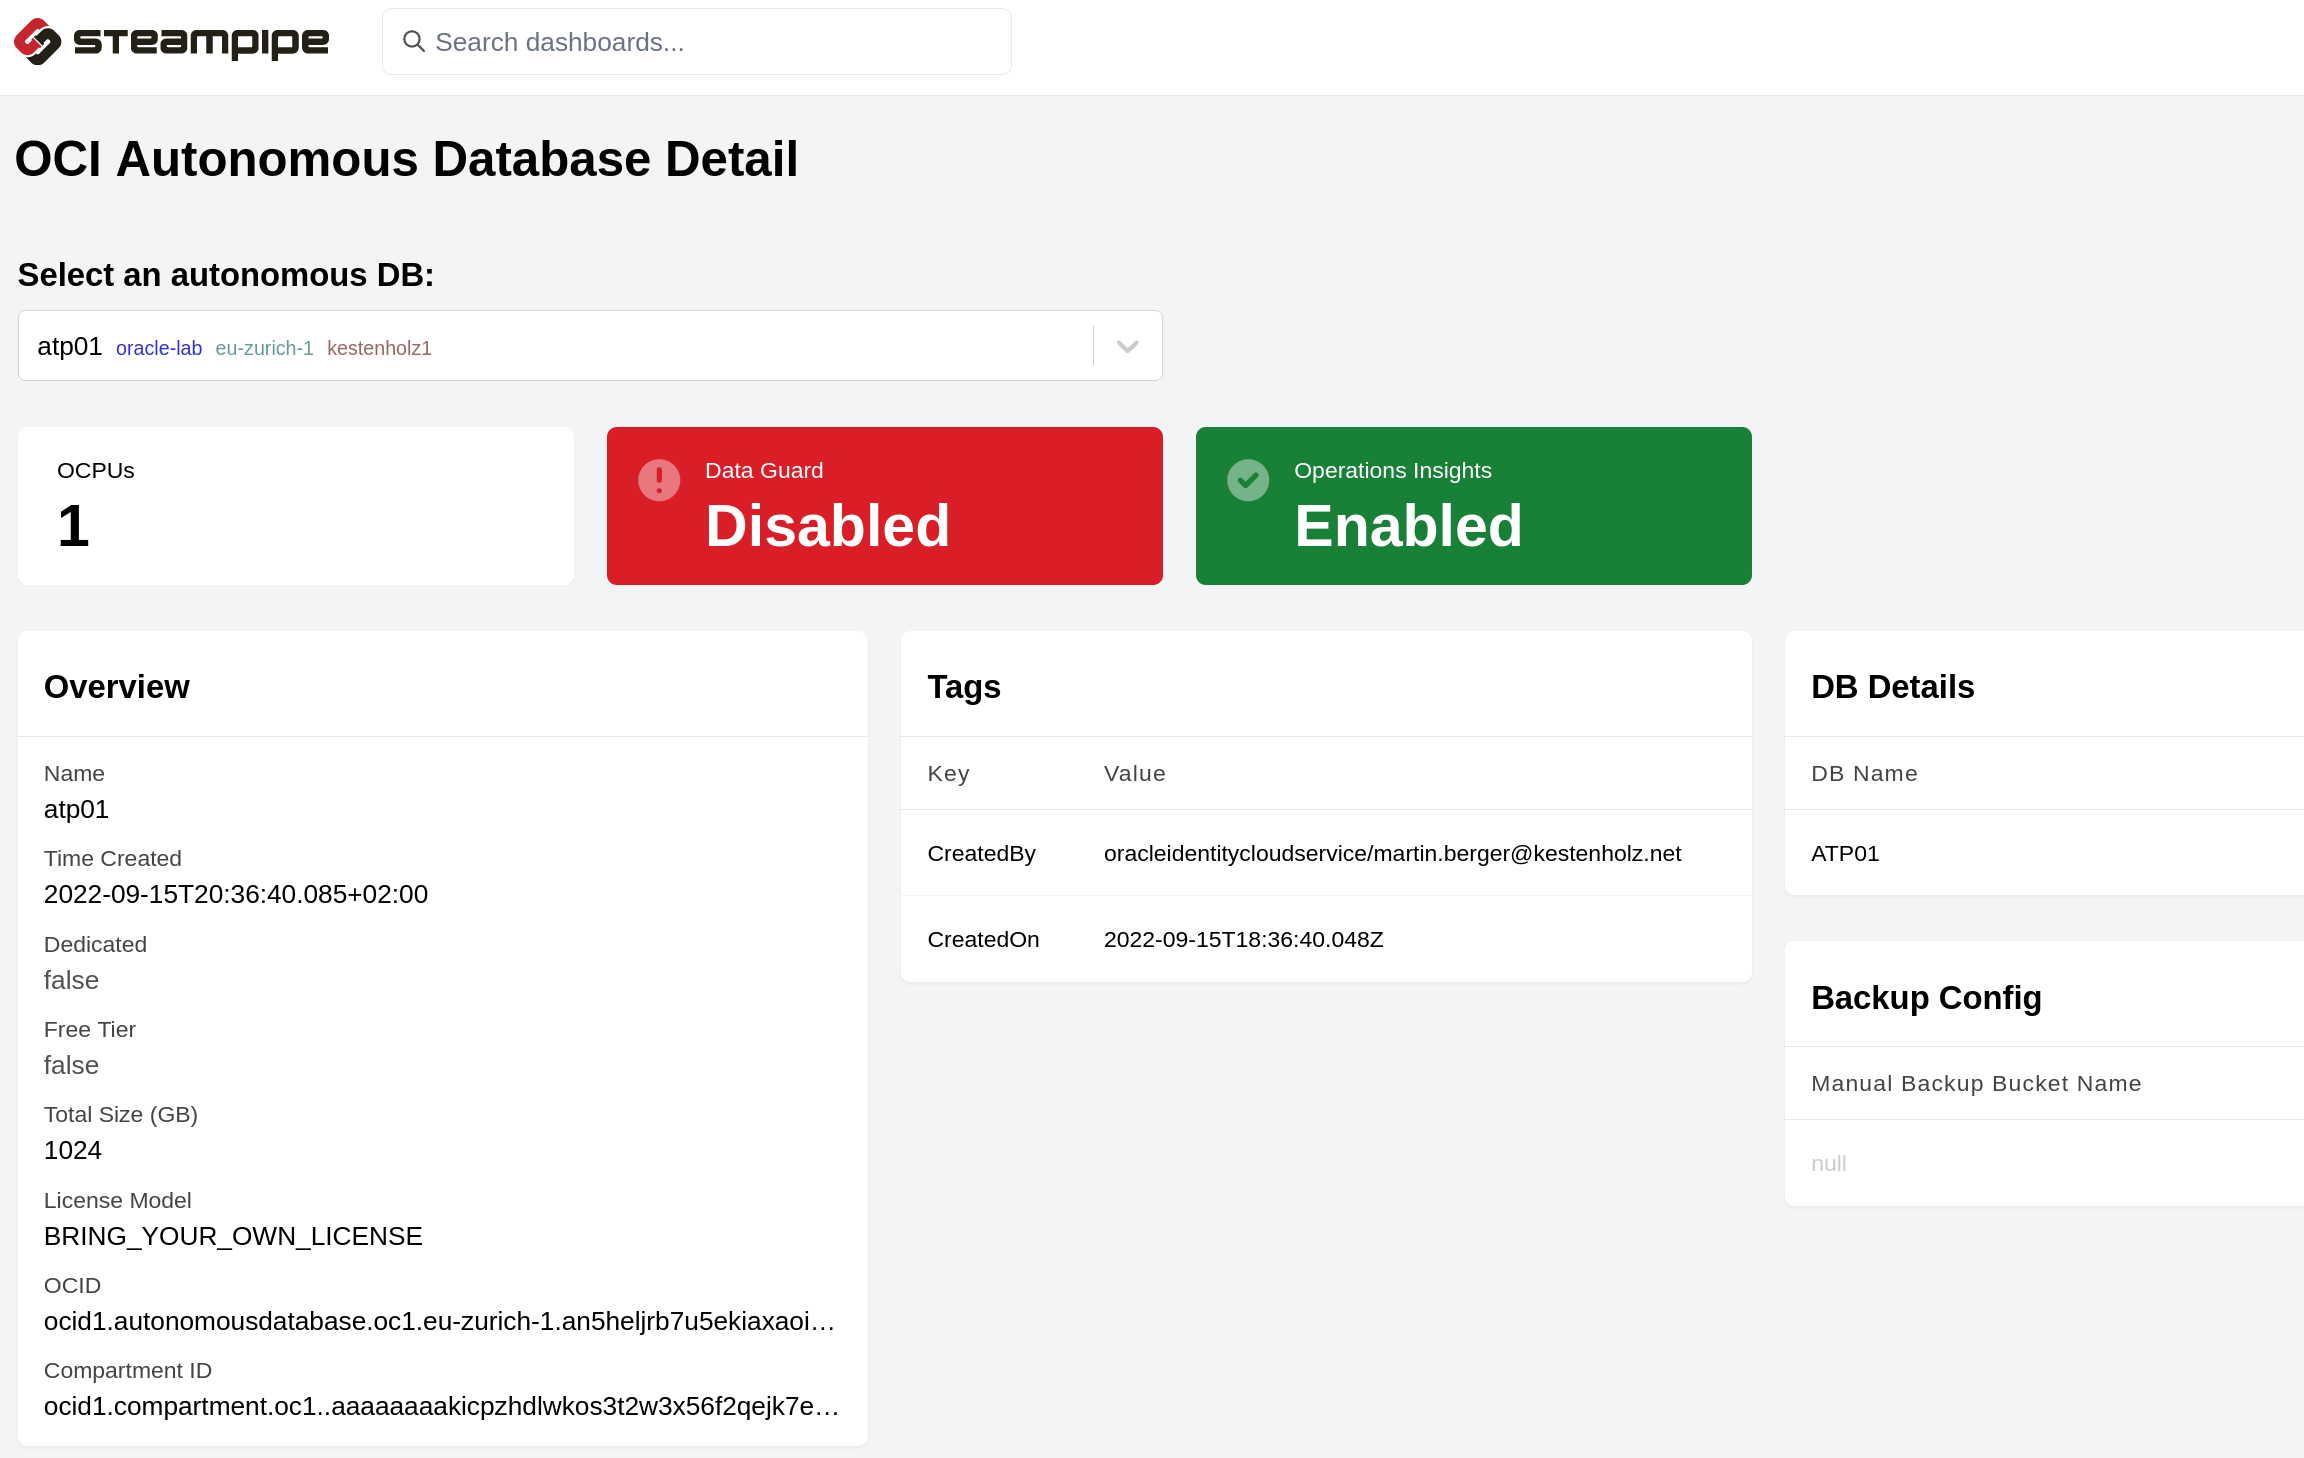 steampipe
Search dashboards...
OCI Autonomous Database Detail
Select an autonomous DB:
atp01 oracle-lab eu-zurich-1 kestenholz1
OCPUs
1
Data Guard
Disabled
Operations Insights
Enabled
Overview
Name
atp01
Time Created
2022-09-15T20:36:40.085+02:00
Dedicated
false
Free Tier
false
Total Size (GB)
1024
License Model
BRING_YOUR_OWN_LICENSE
OCID
ocid1.autonomousdatabase.oc1.eu-zurich-1.an5heljrb7u5ekiaxaoi…
Compartment ID
ocid1.compartment.oc1..aaaaaaaakicpzhdlwkos3t2w3x56f2qejk7e…
Tags
Key Value
CreatedBy oracleidentitycloudservice/martin.berger@kestenholz.net
CreatedOn 2022-09-15T18:36:40.048Z
DB Details
DB Name
ATP01
Backup Config
Manual Backup Bucket Name
null